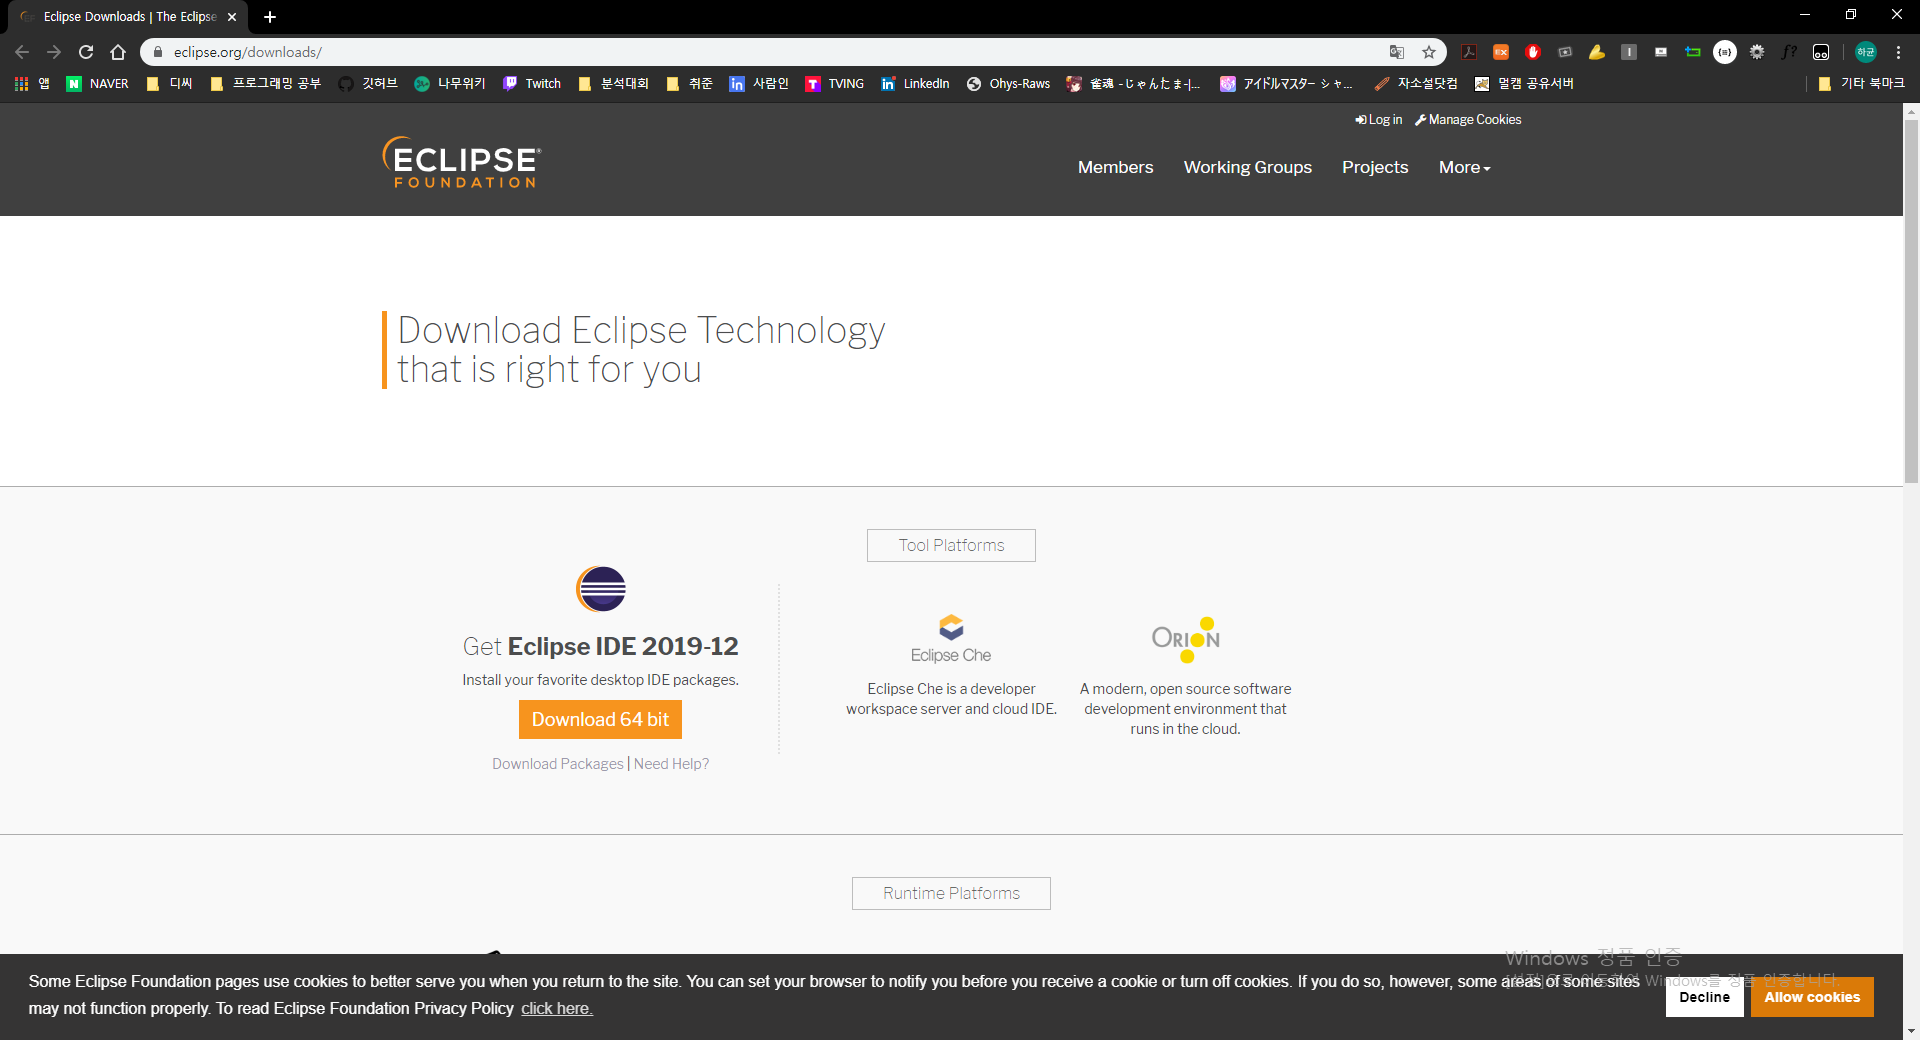 Eclipse Downloads | The Eclipse
eclipse.org/downloads/
앱 NAVER 디씨 프로그래밍 공부 깃허브 나무위키 Twitch 분석대회 취준 사람인 TVING LinkedIn Ohys-Raws 雀魂 -じゃんたま-|... アイドルマスター シャ... 자소설닷컴 멀캠 공유서버 기타 북마크
하균
Log in Manage Cookies
ECLIPSE
FOUNDATION
Members Working Groups Projects More
Download Eclipse Technology
that is right for you
Tool Platforms
Get Eclipse IDE 2019-12
Install your favorite desktop IDE packages.
Download 64 bit
Download Packages | Need Help?
Eclipse Che
Eclipse Che is a developer
workspace server and cloud IDE.
ORION
A modern, open source software
development environment that
runs in the cloud.
Runtime Platforms
Windows 정품 인증
[설정]으로 이동하여 Windows를 정품 인증합니다.
Some Eclipse Foundation pages use cookies to better serve you when you return to the site. You can set your browser to notify you before you receive a cookie or turn off cookies. If you do so, however, some areas of some sites
may not function properly. To read Eclipse Foundation Privacy Policy click here.
Decline Allow cookies